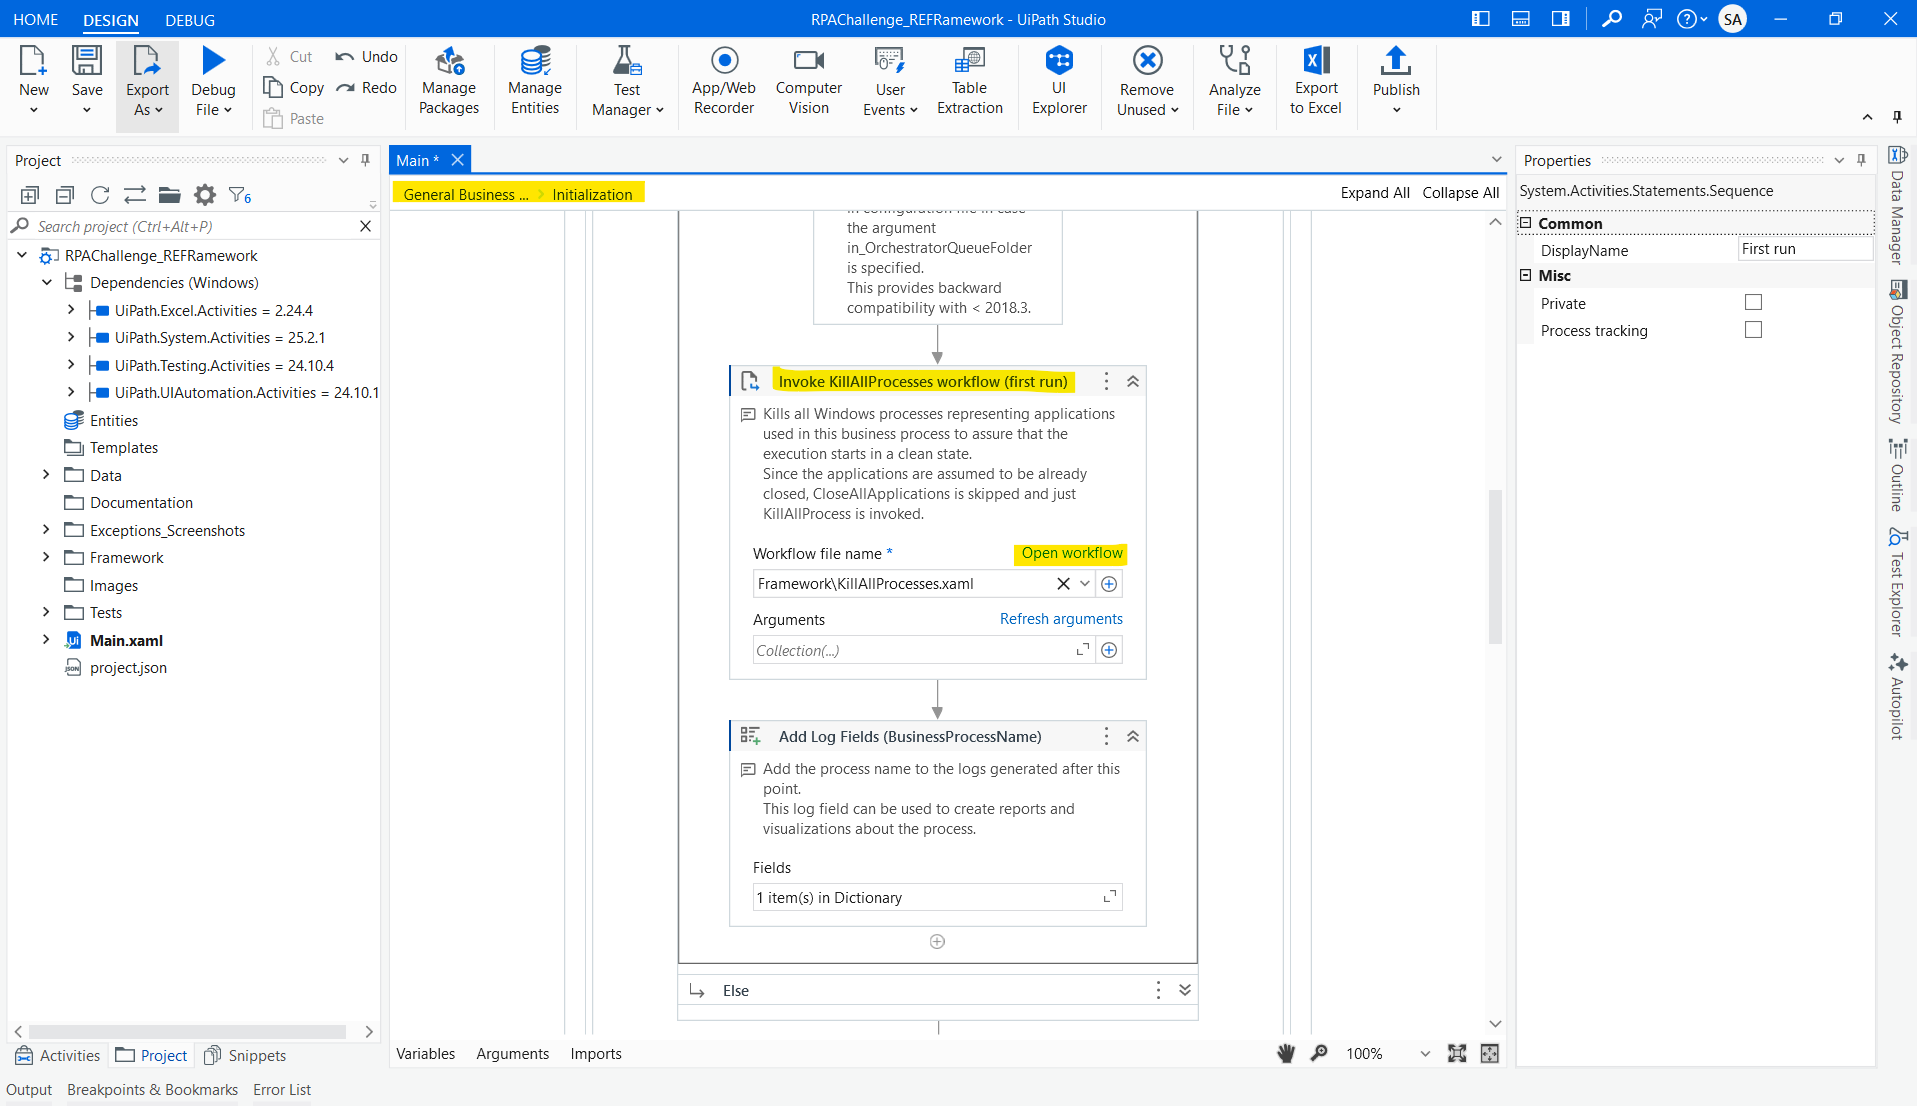 HOME DESIGN DEBUG
RPAChallenge_REFRamework - UiPath Studio
SA
New
Save
Export As
Debug File
Cut
Copy
Paste
Undo
Redo
Manage Packages
Manage Entities
Test Manager
App/Web Recorder
Computer Vision
User Events
Table Extraction
UI Explorer
Remove Unused
Analyze File
Export to Excel
Publish
Project
6
Search project (Ctrl+Alt+P)
RPAChallenge_REFRamework
Dependencies (Windows)
UiPath.Excel.Activities = 2.24.4
UiPath.System.Activities = 25.2.1
UiPath.Testing.Activities = 24.10.4
UiPath.UIAutomation.Activities = 24.10.1
Entities
Templates
Data
Documentation
Exceptions_Screenshots
Framework
Images
Tests
Main.xaml
project.json
Activities Project Snippets
Main *
General Business ... Initialization
Expand All Collapse All
in configuration file in case
the argument
in_OrchestratorQueueFolder
is specified.
This provides backward
compatibility with < 2018.3.
Invoke KillAllProcesses workflow (first run)
Kills all Windows processes representing applications
used in this business process to assure that the
execution starts in a clean state.
Since the applications are assumed to be already
closed, CloseAllApplications is skipped and just
KillAllProcess is invoked.
Workflow file name * Open workflow
Framework\KillAllProcesses.xaml
Arguments Refresh arguments
Collection(...)
Add Log Fields (BusinessProcessName)
Add the process name to the logs generated after this
point.
This log field can be used to create reports and
visualizations about the process.
Fields
1 item(s) in Dictionary
Else
Variables Arguments Imports
100%
Properties
System.Activities.Statements.Sequence
Common
DisplayName First run
Misc
Private
Process tracking
Data Manager
Object Repository
Outline
Test Explorer
Autopilot
Output Breakpoints & Bookmarks Error List